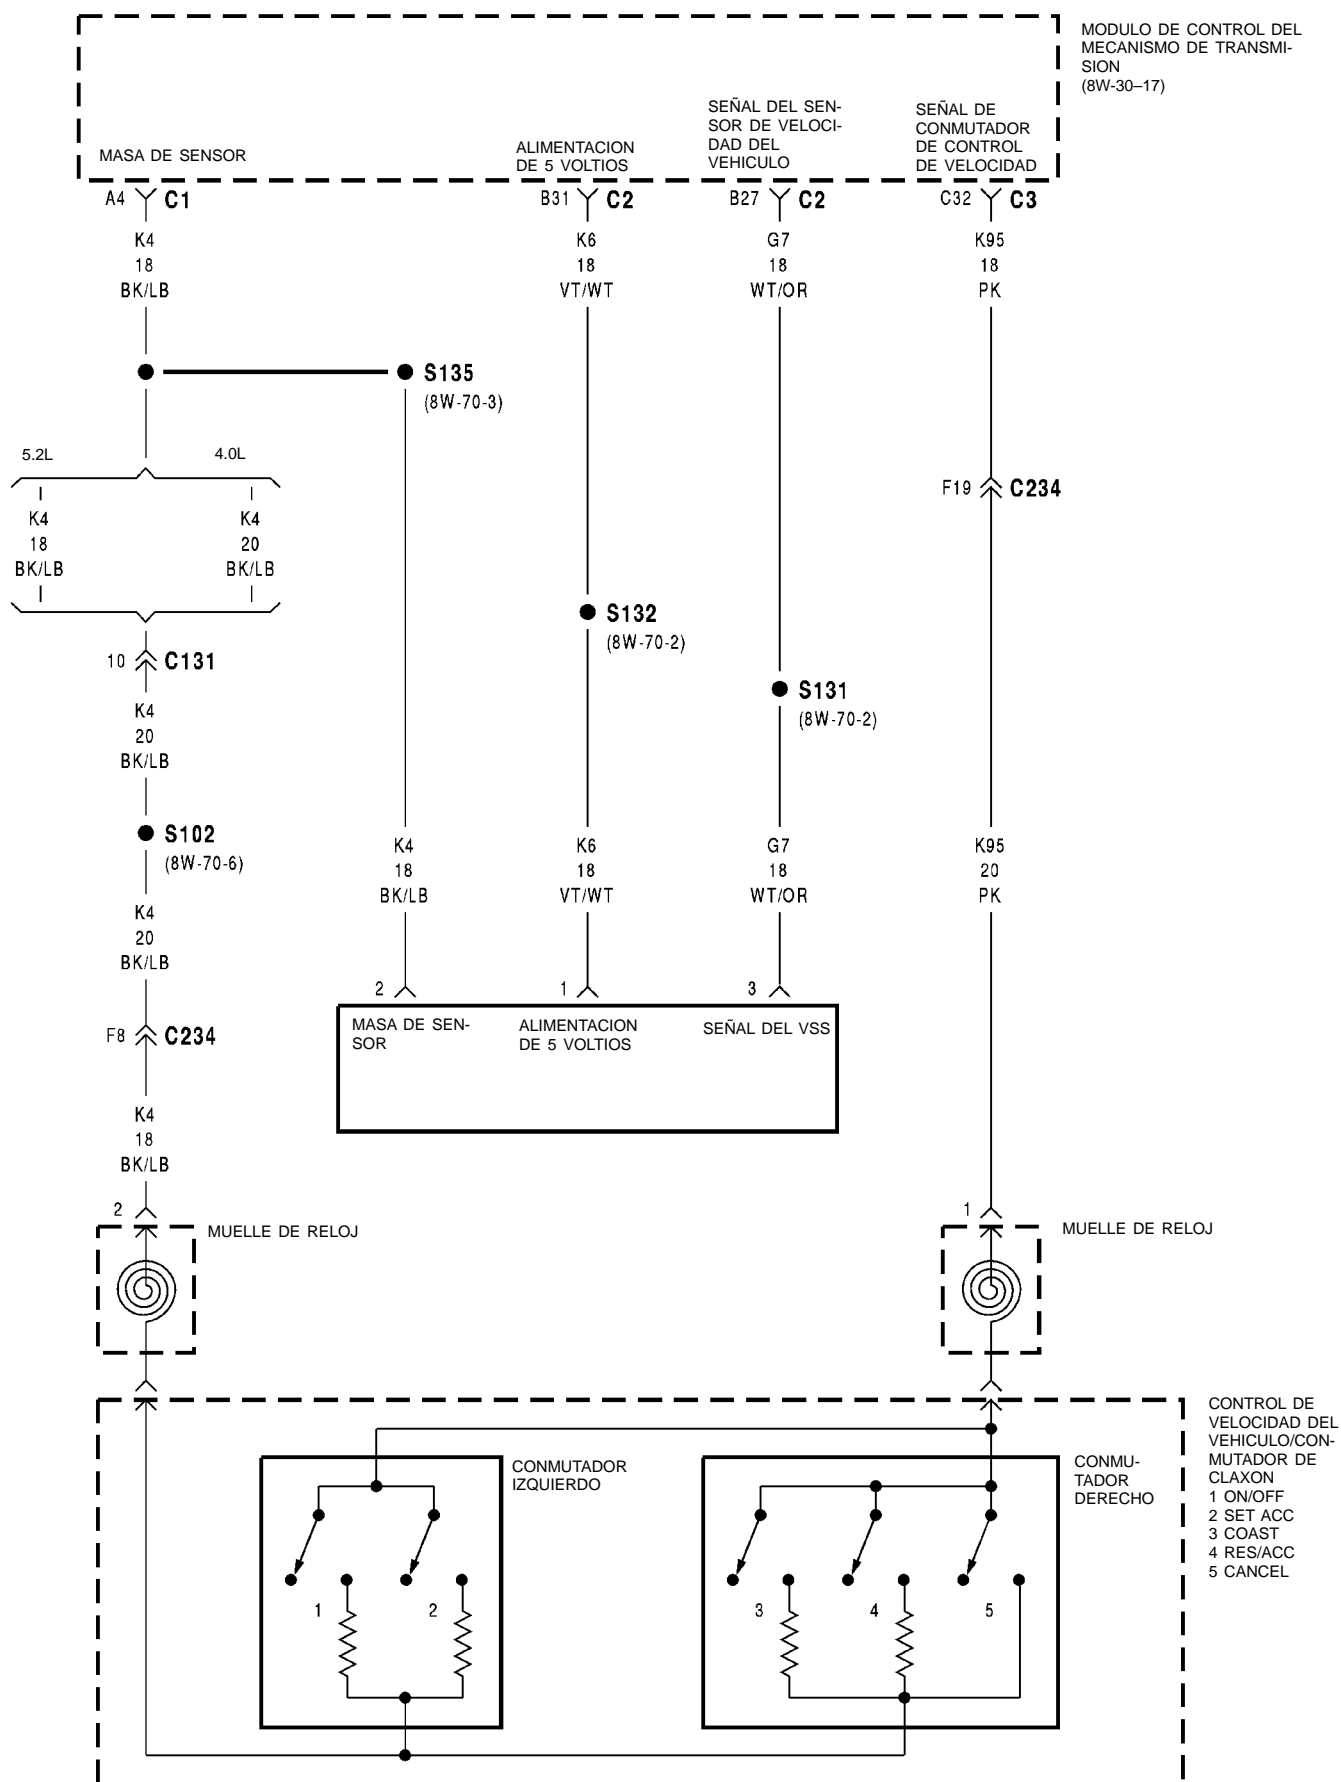 MODULO DE CONTROL DEL
MECANISMO DE TRANSMI-
SION
(8W-30–17)
MASA DE SENSOR
ALIMENTACION
DE 5 VOLTIOS
SEÑAL DEL SEN-
SOR DE VELOCI-
DAD DEL
VEHICULO
SEÑAL DE
CONMUTADOR
DE CONTROL
DE VELOCIDAD
A4 C1
B31 C2
B27 C2
C32 C3
K4
18
BK/LB
K6
18
VT/WT
G7
18
WT/OR
K95
18
PK
S135
(8W-70-3)
5.2L
4.0L
K4
18
BK/LB
K4
20
BK/LB
F19 C234
S132
(8W-70-2)
10 C131
S131
(8W-70-2)
K4
20
BK/LB
S102
(8W-70-6)
K4
18
BK/LB
K6
18
VT/WT
G7
18
WT/OR
K95
20
PK
K4
20
BK/LB
2
1
3
MASA DE SEN-
SOR
ALIMENTACION
DE 5 VOLTIOS
SEÑAL DEL VSS
F8 C234
K4
18
BK/LB
2
MUELLE DE RELOJ
1
MUELLE DE RELOJ
CONTROL DE
VELOCIDAD DEL
VEHICULO/CON-
MUTADOR DE
CLAXON
1 ON/OFF
2 SET ACC
3 COAST
4 RES/ACC
5 CANCEL
CONMUTADOR
IZQUIERDO
CONMU-
TADOR
DERECHO
1
2
3
4
5